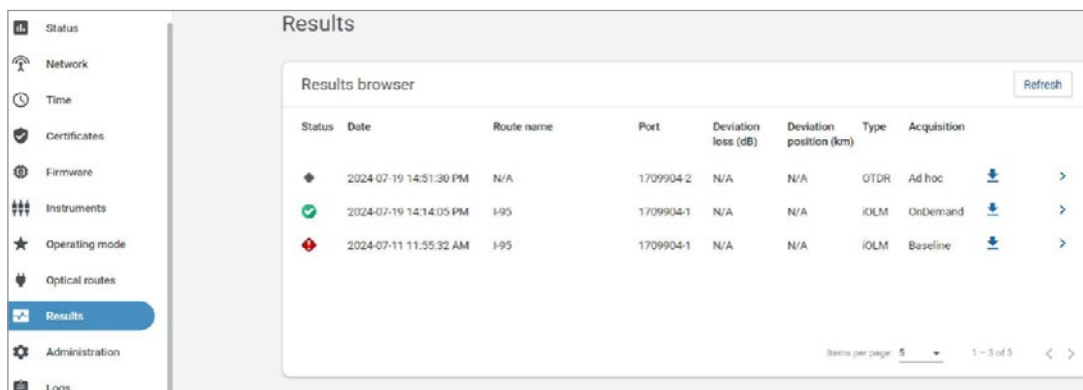 Status
Network
Time
Certificates
Firmware
Instruments
Operating mode
Optical routes
Results
Administration
Logs
Results
Results browser
Refresh
Status Date Route name Port Deviation loss (dB) Deviation position (km) Type Acquisition
2024-07-19 14:51:30 PM N/A 1709904-2 N/A N/A OTDR Ad hoc
2024-07-19 14:14:05 PM I-95 1709904-1 N/A N/A iOLM OnDemand
2024-07-11 11:55:32 AM I-95 1709904-1 N/A N/A iOLM Baseline
Items per page: 5 1 – 3 of 3